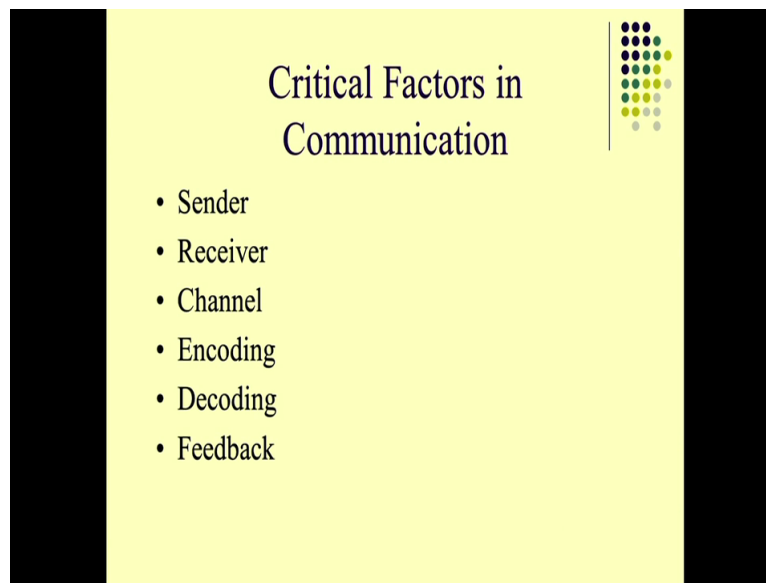 Critical Factors in
Communication
• Sender
• Receiver
• Channel
• Encoding
• Decoding
• Feedback